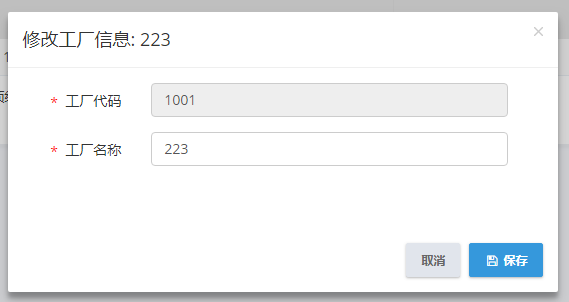 修改工厂信息: 223
×
* 工厂代码 1001
* 工厂名称 223
取消 保存